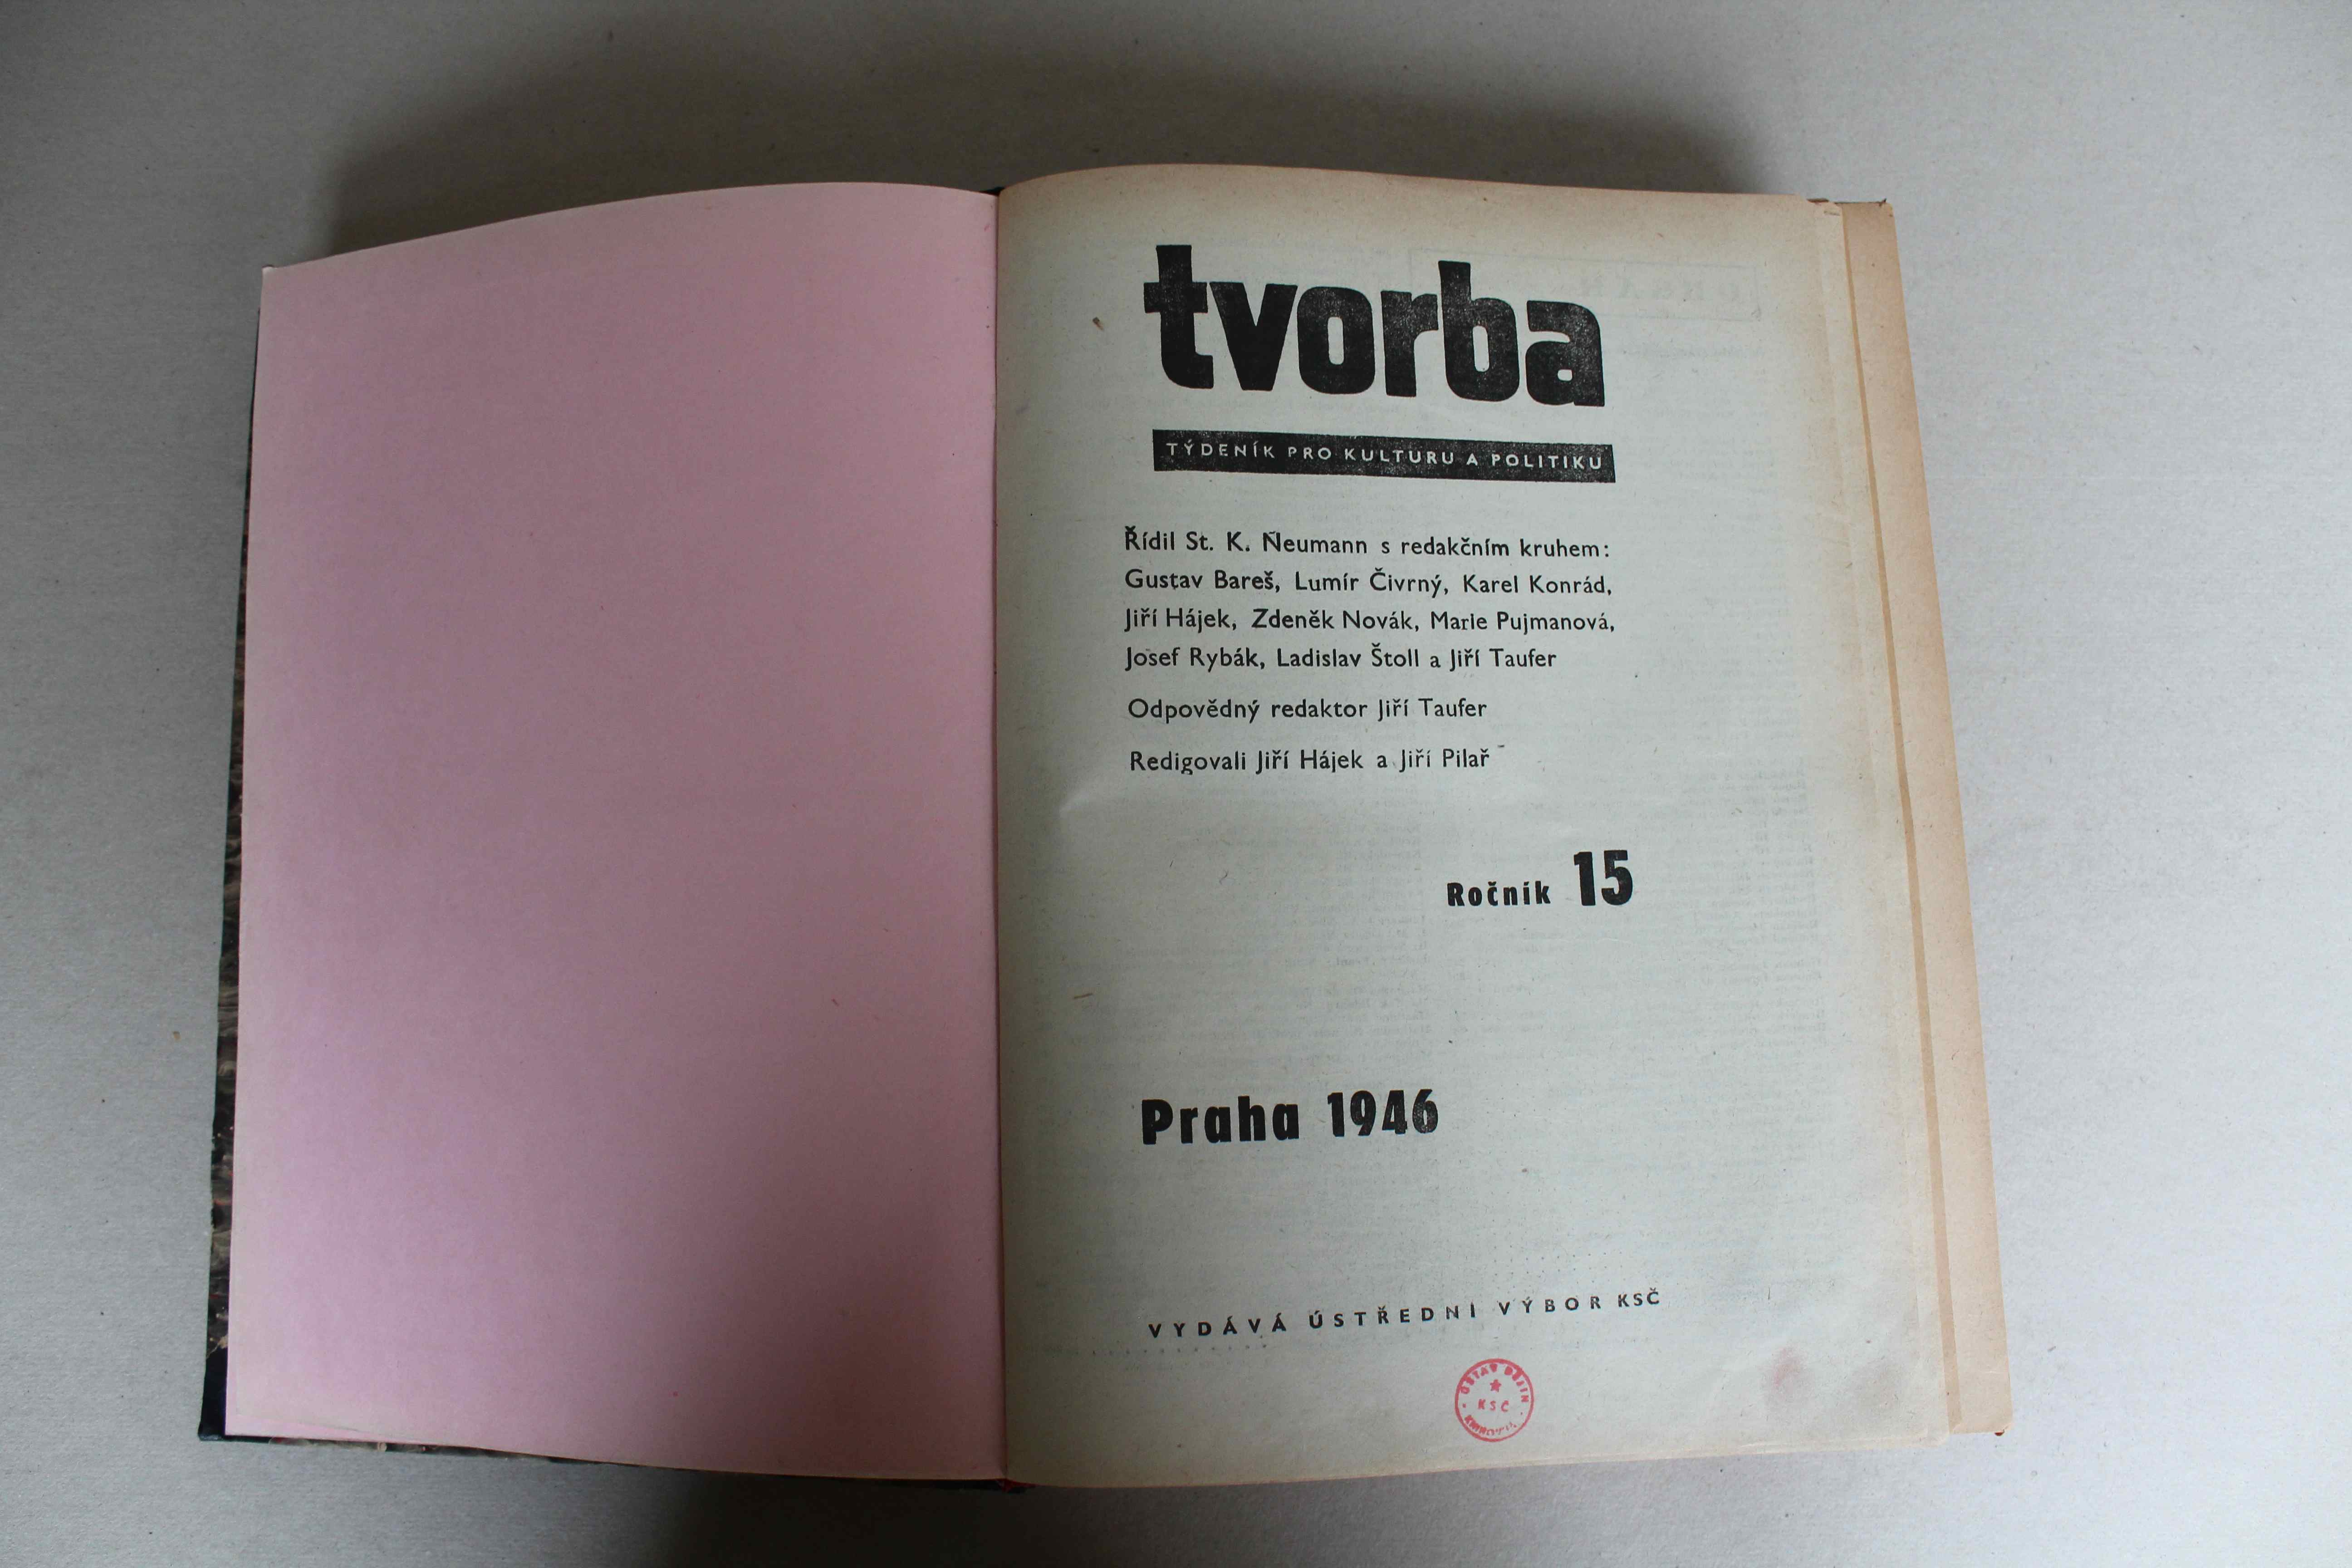 tvorba
TÝDENÍK PRO KULTURU A POLITIKU
Řídil St. K. Neumann s redakčním kruhem:
Gustav Bareš, Lumír Čivrný, Karel Konrád,
Jiří Hájek, Zdeněk Novák, Marie Pujmanová,
Josef Rybák, Ladislav Štoll a Jiří Taufer
Odpovědný redaktor Jiří Taufer
Redigovali Jiří Hájek a Jiří Pilař
Ročník 15
Praha 1946
VYDÁVÁ ÚSTŘEDNÍ VÝBOR KSČ
ÚSTAV DĚJIN
KSČ